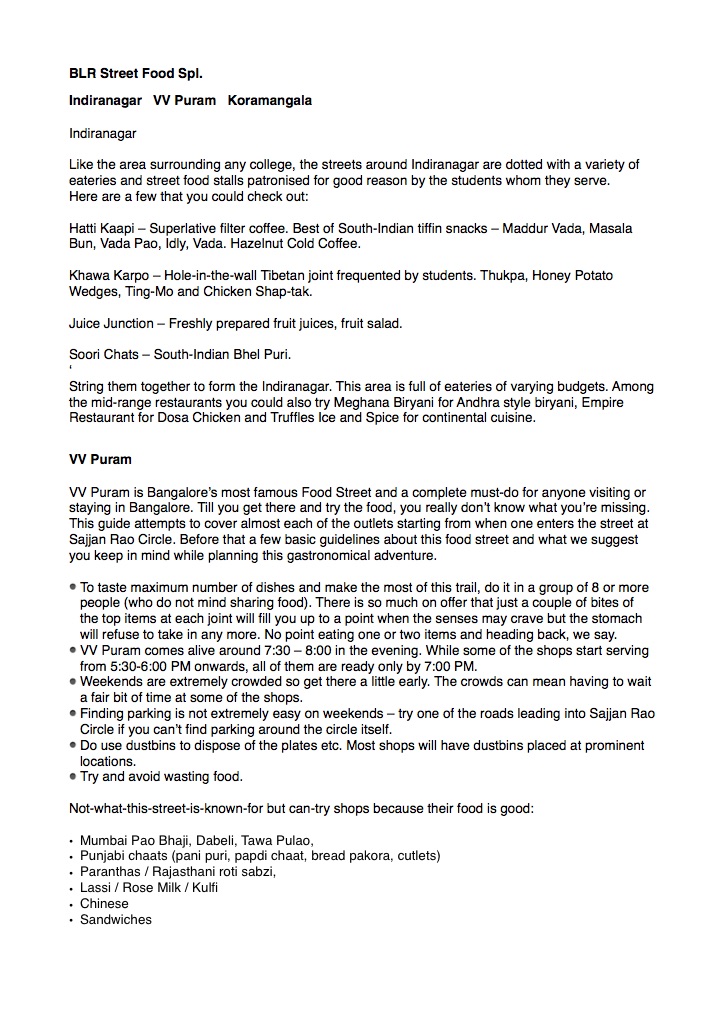 BLR Street Food Spl.
Indiranagar VV Puram Koramangala
Indiranagar
Like the area surrounding any college, the streets around Indiranagar are dotted with a variety of
eateries and street food stalls patronised for good reason by the students whom they serve.
Here are a few that you could check out:
Hatti Kaapi – Superlative filter coffee. Best of South-Indian tiffin snacks – Maddur Vada, Masala
Bun, Vada Pao, Idly, Vada. Hazelnut Cold Coffee.
Khawa Karpo – Hole-in-the-wall Tibetan joint frequented by students. Thukpa, Honey Potato
Wedges, Ting-Mo and Chicken Shap-tak.
Juice Junction – Freshly prepared fruit juices, fruit salad.
Soori Chats – South-Indian Bhel Puri.
‘
String them together to form the Indiranagar. This area is full of eateries of varying budgets. Among
the mid-range restaurants you could also try Meghana Biryani for Andhra style biryani, Empire
Restaurant for Dosa Chicken and Truffles Ice and Spice for continental cuisine.
VV Puram
VV Puram is Bangalore’s most famous Food Street and a complete must-do for anyone visiting or
staying in Bangalore. Till you get there and try the food, you really don’t know what you’re missing.
This guide attempts to cover almost each of the outlets starting from when one enters the street at
Sajjan Rao Circle. Before that a few basic guidelines about this food street and what we suggest
you keep in mind while planning this gastronomical adventure.
• To taste maximum number of dishes and make the most of this trail, do it in a group of 8 or more
people (who do not mind sharing food). There is so much on offer that just a couple of bites of
the top items at each joint will fill you up to a point when the senses may crave but the stomach
will refuse to take in any more. No point eating one or two items and heading back, we say.
• VV Puram comes alive around 7:30 – 8:00 in the evening. While some of the shops start serving
from 5:30-6:00 PM onwards, all of them are ready only by 7:00 PM.
• Weekends are extremely crowded so get there a little early. The crowds can mean having to wait
a fair bit of time at some of the shops.
• Finding parking is not extremely easy on weekends – try one of the roads leading into Sajjan Rao
Circle if you can’t find parking around the circle itself.
• Do use dustbins to dispose of the plates etc. Most shops will have dustbins placed at prominent
locations.
• Try and avoid wasting food.
Not-what-this-street-is-known-for but can-try shops because their food is good:
• Mumbai Pao Bhaji, Dabeli, Tawa Pulao,
• Punjabi chaats (pani puri, papdi chaat, bread pakora, cutlets)
• Paranthas / Rajasthani roti sabzi,
• Lassi / Rose Milk / Kulfi
• Chinese
• Sandwiches